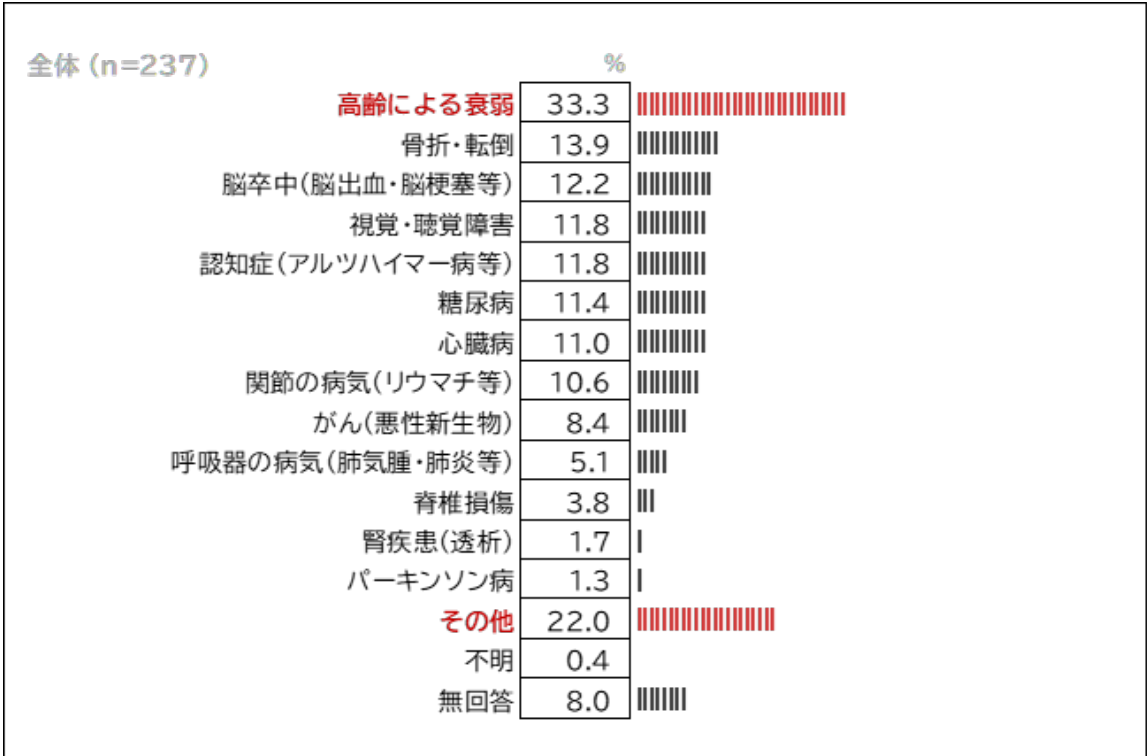 全体 (n=237) %
高齢による衰弱 33.3
骨折・転倒 13.9
脳卒中(脳出血・脳梗塞等) 12.2
視覚・聴覚障害 11.8
認知症(アルツハイマー病等) 11.8
糖尿病 11.4
心臓病 11.0
関節の病気(リウマチ等) 10.6
がん(悪性新生物) 8.4
呼吸器の病気(肺気腫・肺炎等) 5.1
脊椎損傷 3.8
腎疾患(透析) 1.7
パーキンソン病 1.3
その他 22.0
不明 0.4
無回答 8.0